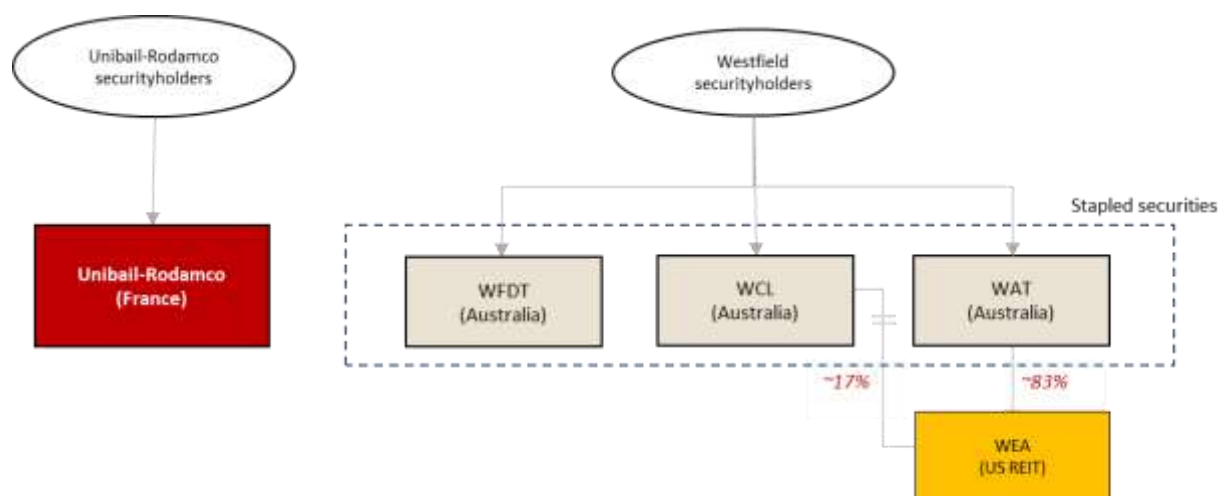 Unibail-Rodamco
securityholders
Westfield
securityholders
Stapled securities
Unibail-Rodamco
(France)
WFDT
(Australia)
WCL
(Australia)
WAT
(Australia)
~17%
~83%
WEA
(US REIT)